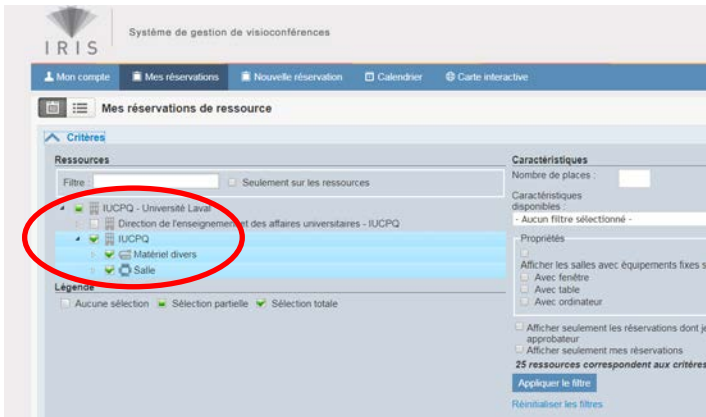 IRIS
Système de gestion de visioconférences
Mon compte
Mes réservations
Nouvelle réservation
Calendrier
Carte interactive
Mes réservations de ressource
Critères
Ressources
Filtre :
Seulement sur les ressources
IUCPQ - Université Laval
Direction de l'enseignement et des affaires universitaires - IUCPQ
IUCPQ
Matériel divers
Salle
Légende
Aucune sélection
Sélection partielle
Sélection totale
Caractéristiques
Nombre de places :
Caractéristiques
disponibles :
- Aucun filtre sélectionné -
Propriétés
Afficher les salles avec équipements fixes s
Avec fenêtre
Avec table
Avec ordinateur
Afficher seulement les réservations dont je
approbateur
Afficher seulement mes réservations
25 ressources correspondent aux critères
Appliquer le filtre
Réinitialiser les filtres